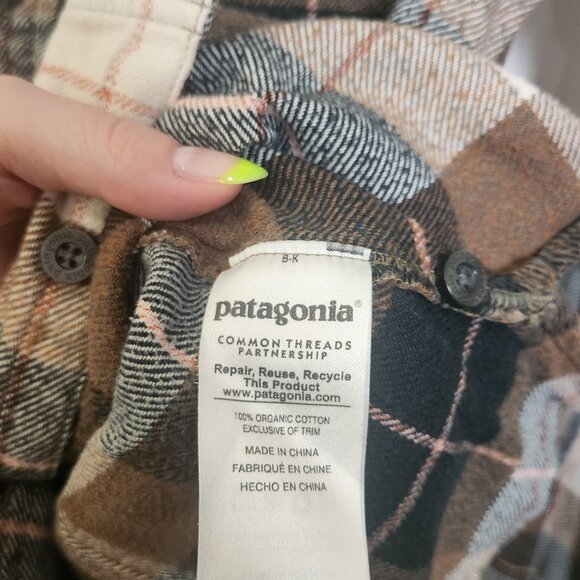 B-K
patagonia®
COMMON THREADS
PARTNERSHIP
Repair, Reuse, Recycle
This Product
www.patagonia.com
100% ORGANIC COTTON
EXCLUSIVE OF TRIM
MADE IN CHINA
FABRIQUÉ EN CHINE
HECHO EN CHINA